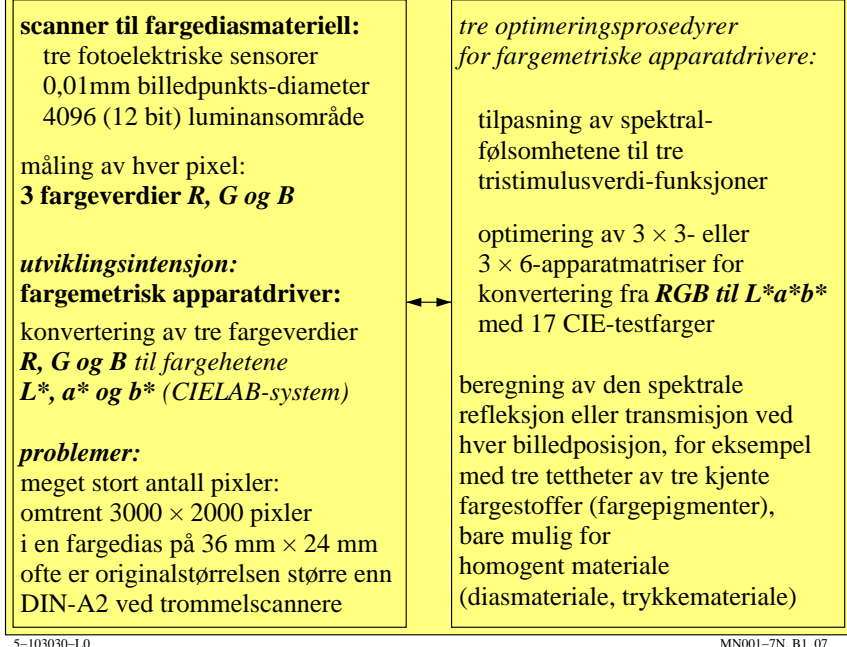 scanner til fargediasmateriell:
tre fotoelektriske sensorer
0,01mm billedpunkts-diameter
4096 (12 bit) luminansområde
måling av hver pixel:
3 fargeverdier R, G og B
utviklingsintensjon:
fargemetrisk apparatdriver:
konvertering av tre fargeverdier
R, G og B til fargehetene
L*, a* og b* (CIELAB-system)
problemer:
meget stort antall pixler:
omtrent 3000 × 2000 pixler
i en fargedias på 36 mm × 24 mm
ofte er originalstørrelsen større enn
DIN-A2 ved trommelscannere
tre optimeringsprosedyrer
for fargemetriske apparatdrivere:
tilpasning av spektral-
følsomhetene til tre
tristimulusverdi-funksjoner
optimering av 3 × 3- eller
3 × 6-apparatmatriser for
konvertering fra RGB til L*a*b*
med 17 CIE-testfarger
beregning av den spektrale
refleksjon eller transmisjon ved
hver billedposisjon, for eksempel
med tre tettheter av tre kjente
fargestoffer (fargepigmenter),
bare mulig for
homogent materiale
(diasmateriale, trykkemateriale)
5–103030–L0
MN001–7N, B1_07